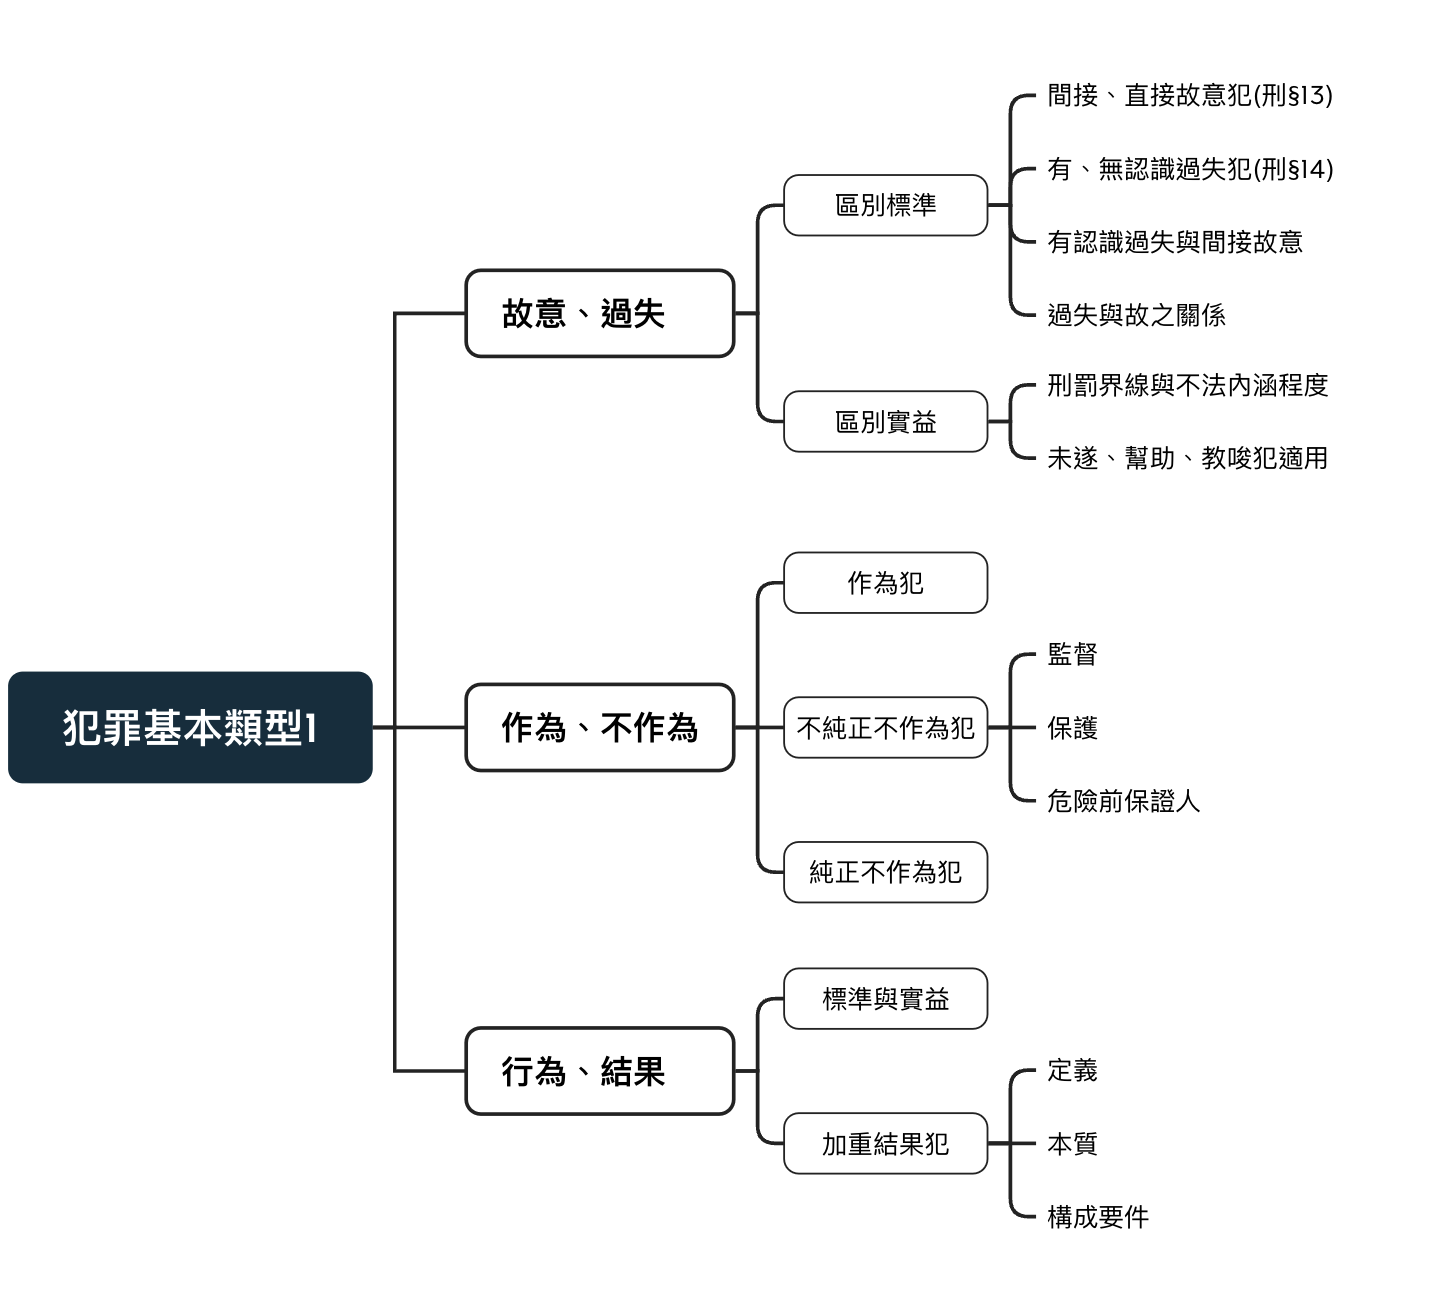 犯罪基本類型1
故意、過失
區別標準
間接、直接故意犯(刑§13)
有、無認識過失犯(刑§14)
有認識過失與間接故意
過失與故之關係
區別實益
刑罰界線與不法內涵程度
未遂、幫助、教唆犯適用
作為、不作為
作為犯
不純正不作為犯
監督
保護
危險前保證人
純正不作為犯
行為、結果
標準與實益
加重結果犯
定義
本質
構成要件